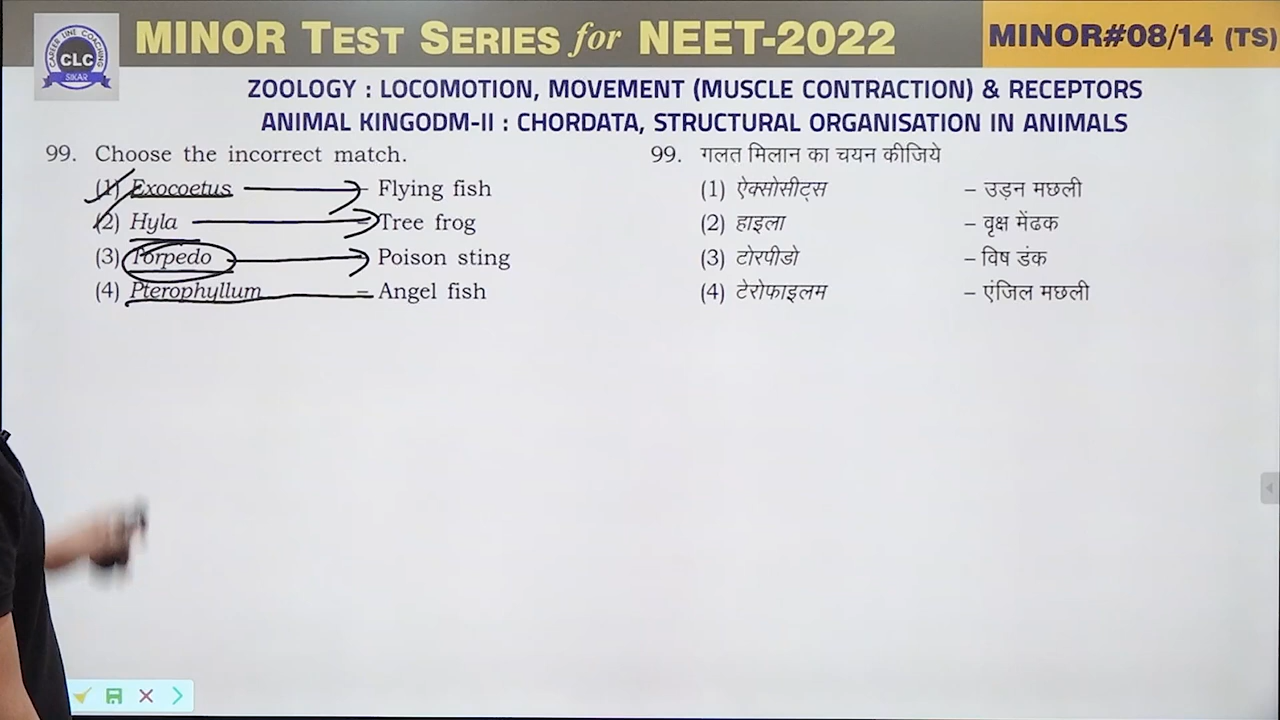 CAREER LINE COACHING
CLC
SIKAR
MINOR TEST SERIES for NEET-2022
MINOR#08/14 (TS)
ZOOLOGY : LOCOMOTION, MOVEMENT (MUSCLE CONTRACTION) & RECEPTORS
ANIMAL KINGODM-II : CHORDATA, STRUCTURAL ORGANISATION IN ANIMALS
99. Choose the incorrect match.
(1) Exocoetus – Flying fish
(2) Hyla – Tree frog
(3) Torpedo – Poison sting
(4) Pterophyllum – Angel fish
99. गलत मिलान का चयन कीजिये
(1) ऐक्सोसीट्स – उड़न मछली
(2) हाइला – वृक्ष मेंढक
(3) टोरपीडो – विष डंक
(4) टेरोफाइलम – एंजिल मछली